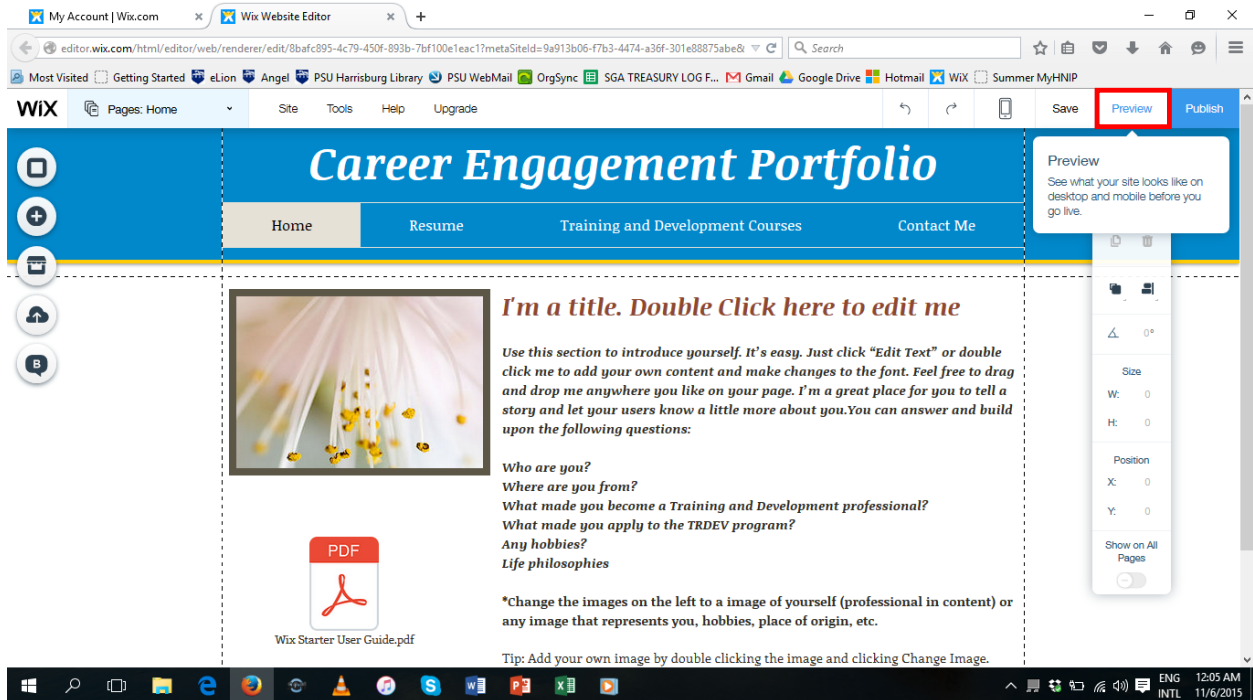 My Account | Wix.com
Wix Website Editor
editor.wix.com/html/editor/web/renderer/edit/8bafc895-4c79-450f-893b-7bf100e1eac1?metaSiteId=9a913b06-f7b3-4474-a36f-301e88875abe&
Search
Most Visited Getting Started eLion Angel PSU Harrisburg Library PSU WebMail OrgSync SGA TREASURY LOG F... Gmail Google Drive Hotmail WiX Summer MyHNIP
WiX Pages: Home Site Tools Help Upgrade Save Preview Publish
Career Engagement Portfolio
Preview
See what your site looks like on
desktop and mobile before you
go live.
Home Resume Training and Development Courses Contact Me
I'm a title. Double Click here to edit me
Use this section to introduce yourself. It's easy. Just click “Edit Text” or double
click me to add your own content and make changes to the font. Feel free to drag
and drop me anywhere you like on your page. I'm a great place for you to tell a
story and let your users know a little more about you.You can answer and build
upon the following questions:
Who are you?
Where are you from?
What made you become a Training and Development professional?
What made you apply to the TRDEV program?
Any hobbies?
Life philosophies
*Change the images on the left to a image of yourself (professional in content) or
any image that represents you, hobbies, place of origin, etc.
Tip: Add your own image by double clicking the image and clicking Change Image.
PDF
Wix Starter User Guide.pdf
0°
Size
W: 0
H: 0
Position
X: 0
Y: 0
Show on All
Pages
ENG
INTL
12:05 AM
11/6/2015